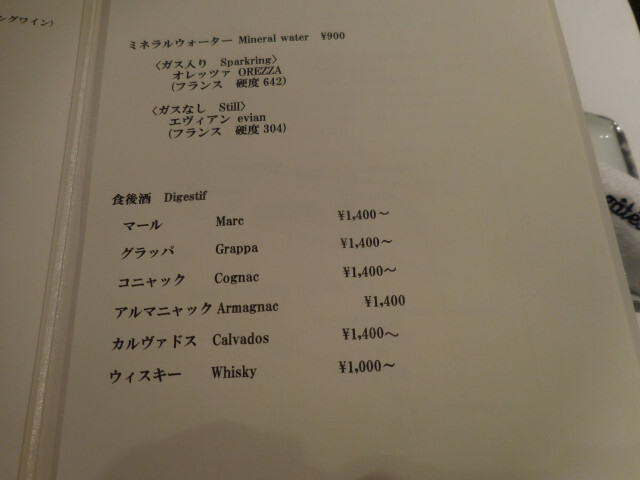 ングワイン)
ミネラルウォーター Mineral water ¥900
〈ガス入り Sparkring〉
オレッツァ OREZZA
(フランス 硬度 642)
〈ガスなし Still〉
エヴィアン evian
(フランス 硬度 304)
食後酒 Digestif
マール Marc ¥1,400～
グラッパ Grappa ¥1,400～
コニャック Cognac ¥1,400～
アルマニャック Armagnac ¥1,400
カルヴァドス Calvados ¥1,400～
ウィスキー Whisky ¥1,000～